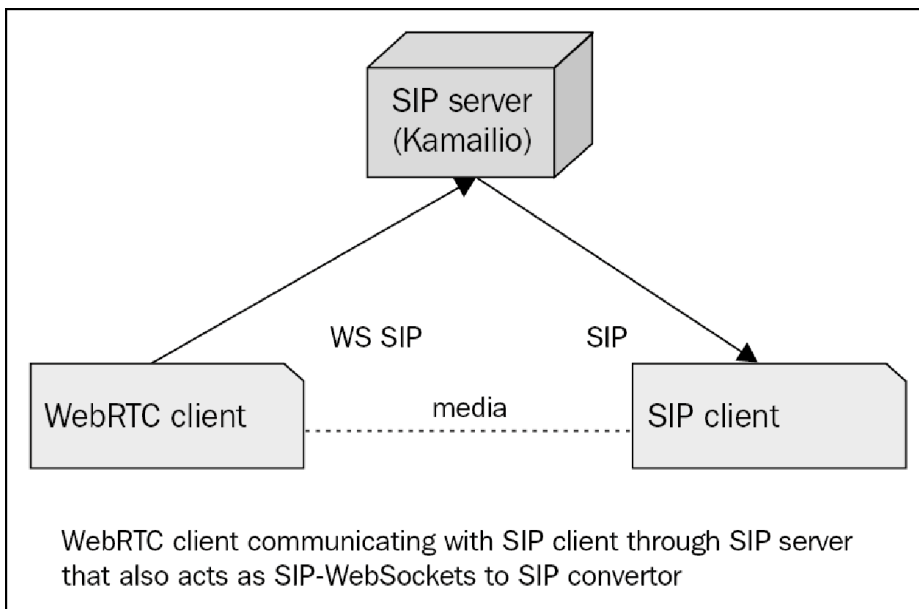 SIP server
(Kamailio)
WS SIP
SIP
WebRTC client
media
SIP client
WebRTC client communicating with SIP client through SIP server
that also acts as SIP-WebSockets to SIP convertor